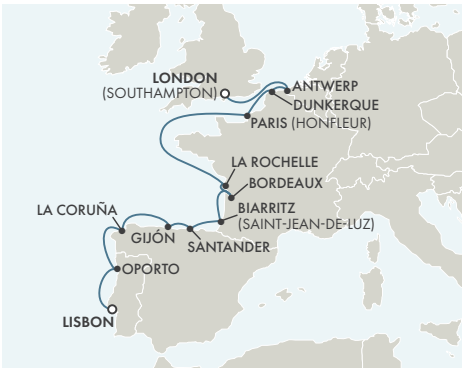 LONDON
(SOUTHAMPTON)
ANTWERP
DUNKERQUE
PARIS (HONFLEUR)
LA ROCHELLE
BORDEAUX
BIARRITZ
(SAINT-JEAN-DE-LUZ)
LA CORUÑA
GIJÓN
SANTANDER
OPORTO
LISBON